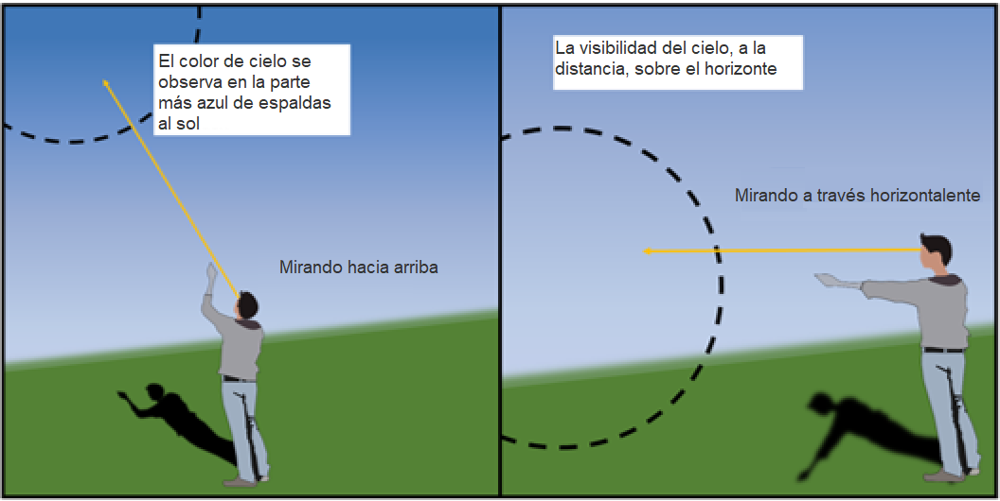 El color de cielo se
observa en la parte
más azul de espaldas
al sol
Mirando hacia arriba
La visibilidad del cielo, a la
distancia, sobre el horizonte
Mirando a través horizontalente